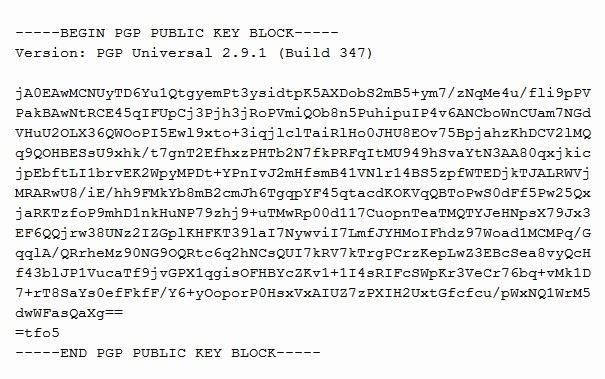 -----BEGIN PGP PUBLIC KEY BLOCK-----
Version: PGP Universal 2.9.1 (Build 347)
jA0EAwMCNUyTD6Yu1QtgyemPt3ysidtpK5AXDobS2mB5+ym7/zNqMe4u/fli9pPV
PakBAwNtRCE45qIFUpCj3Pjh3jRoPVmiQOb8n5PuhipuIP4v6ANCboWnCUam7NGd
VHuU2OLX36QWOoPI5Ewl9xto+3iqjlclTaiRlHo0JHU8EOv75BpjahzKhDCV2lMQ
q9QOHBESsU9xhk/t7gnT2EfhxzPHTb2N7fkPRFqItMU949hSvaYtN3AA80qxjkic
jpEbftLI1brvEK2WpyMPDt+YPnIvJ2mHfsmB41VNlr14BS5zpfWTEDjkTJALRWVj
MRARwU8/iE/hh9FMkYb8mB2cmJh6TgqpYF45qtacdKOKVqQBToPwS0dFf5Pw25Qx
jaRKTzfoP9mhD1nkHuNP79zhj9+uTMwRp00d117CuopnTeaTMQTYJeHNpsX79Jx3
EF6QQjrw38UNz2IZGplKHFKT39laI7NywviI7LmfJYHMoIFhdz97Woad1MCMPq/G
qqlA/QRrheMz90NG9OQRtc6q2hNCsQUI7kRV7kTrgPCrzKepLwZ3EBcSea8vyQcH
f43blJP1VucaTf9jvGPX1qgisOFHBYcZKv1+1I4sRIFcSWpKr3VeCr76bq+vMk1D
7+rT8SaYs0efFkfF/Y6+yOoporP0HsxVxAIUZ7zPXIH2UxtGfcfcu/pWxNQ1WrM5
dwWFasQaXg==
=tfo5
-----END PGP PUBLIC KEY BLOCK-----